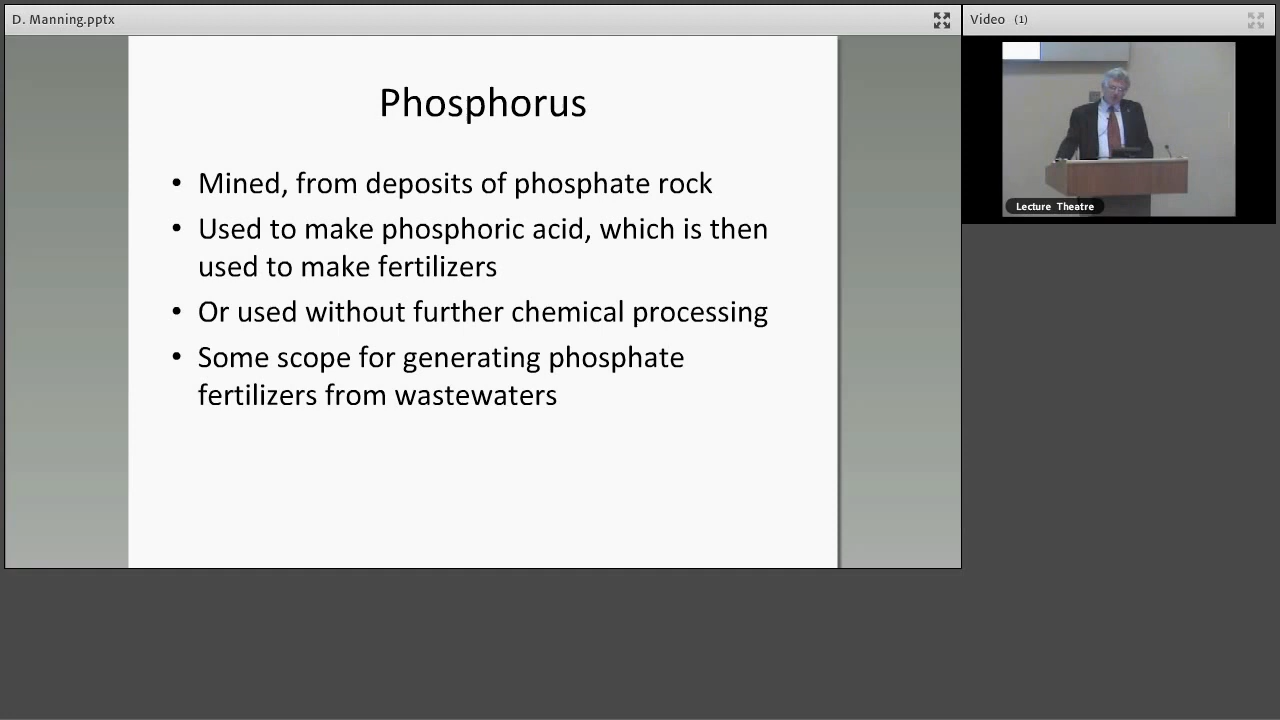 D. Manning.pptx
Video (1)
Phosphorus
• Mined, from deposits of phosphate rock
• Used to make phosphoric acid, which is then
used to make fertilizers
• Or used without further chemical processing
• Some scope for generating phosphate
fertilizers from wastewaters
Lecture Theatre